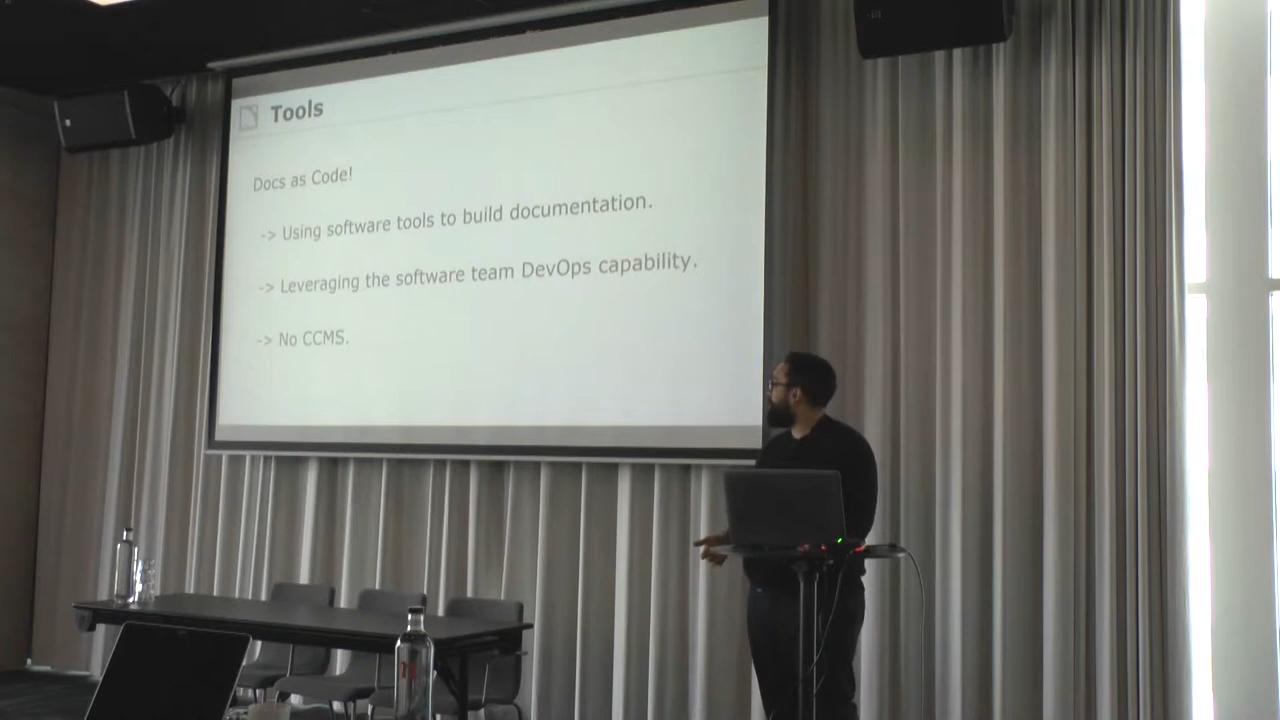 Tools
Docs as Code!
-> Using software tools to build documentation.
-> Leveraging the software team DevOps capability.
-> No CCMS.